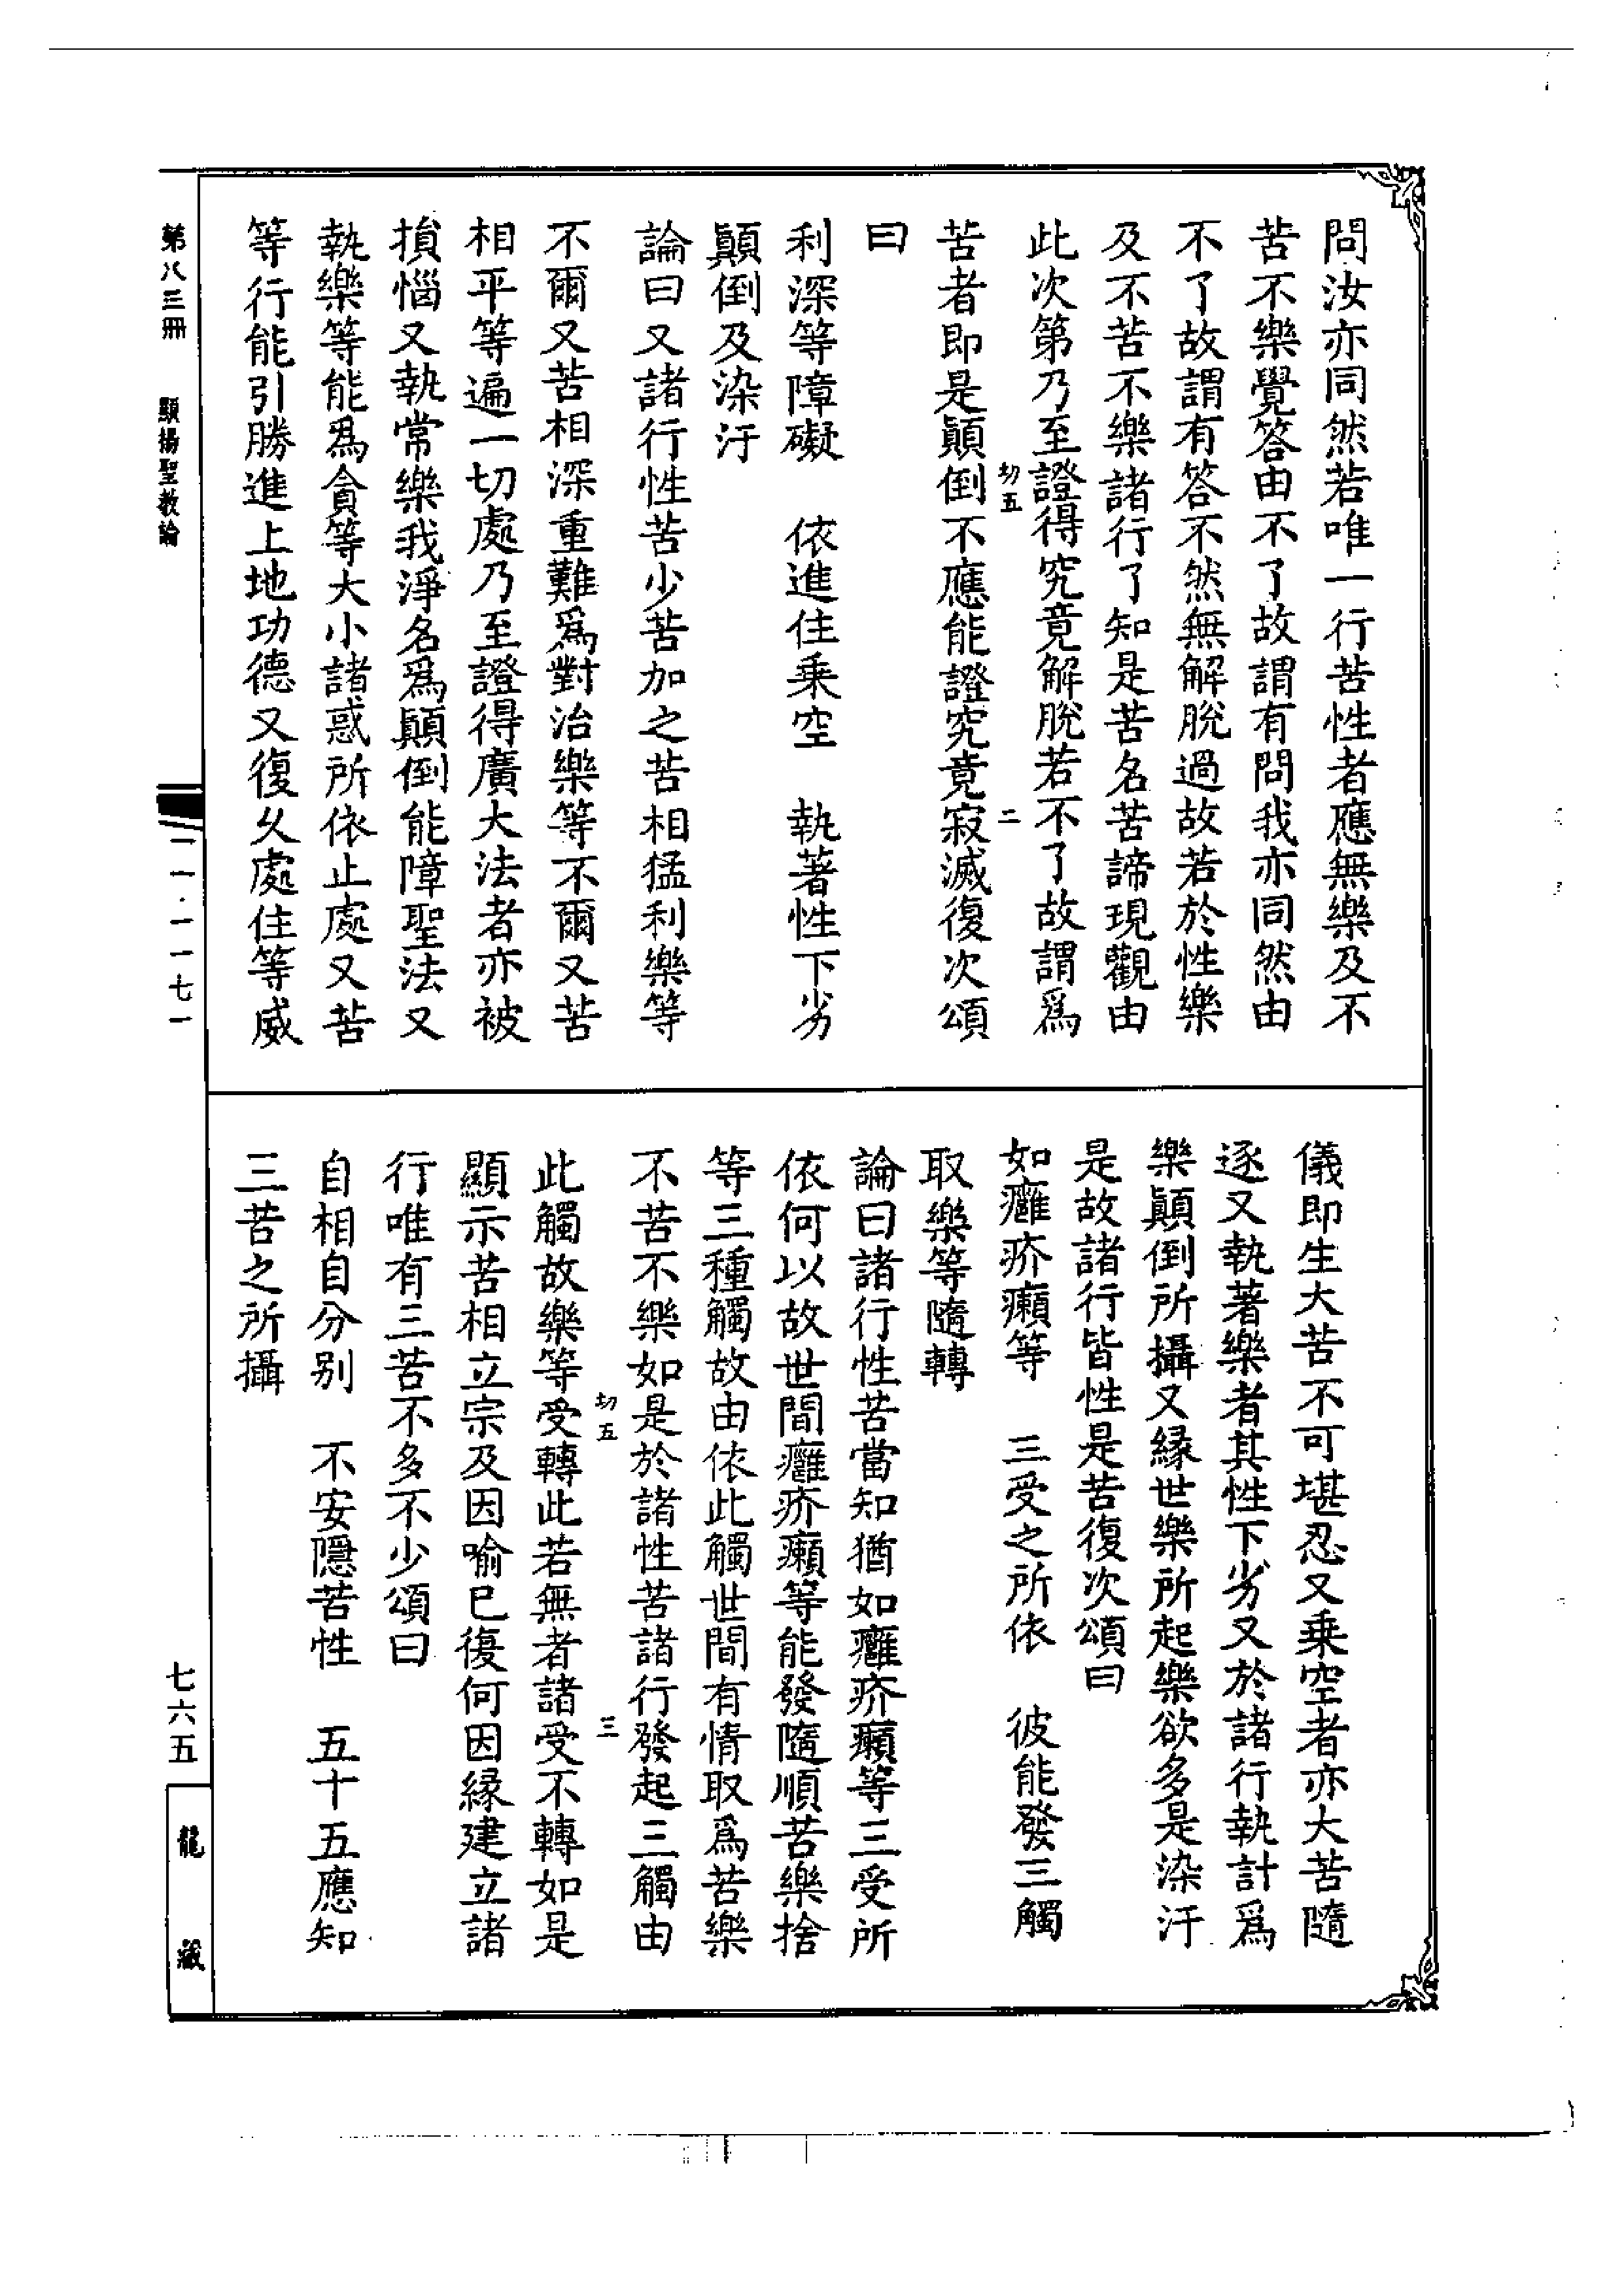 問汝亦同然若唯一行苦性者應無樂及不
苦不樂覺答由不了故謂有問我亦同然由
不了故謂有答不然無解脫過故若於性樂
及不苦不樂諸行了知是苦名苦諦現觀由
此次第乃至證得究竟解脫若不了故謂爲
切五 二
苦者即是顚倒不應能證究竟寂滅復次頌
曰
利深等障礙 依進住乘空 執著性下劣
顚倒及染汙
論曰又諸行性苦少苦加之苦相猛利樂等
不爾又苦相深重難爲對治樂等不爾又苦
相平等遍一切處乃至證得廣大法者亦被
損惱又執常樂我淨名爲顚倒能障聖法又
執樂等能爲貪等大小諸惑所依止處又苦
等行能引勝進上地功德又復久處住等威
儀即生大苦不可堪忍又乘空者亦大苦隨
逐又執著樂者其性下劣又於諸行執計爲
樂顚倒所攝又緣世樂所起樂欲多是染汙
是故諸行皆性是苦復次頌曰
如癰疥癩等 三受之所依 彼能發三觸
取樂等隨轉
論曰諸行性苦當知猶如癰疥癩等三受所
依何以故世間癰疥癩等能發隨順苦樂捨
等三種觸故由依此觸世間有情取爲苦樂
不苦不樂如是於諸性苦諸行發起三觸由
切五 三
此觸故樂等受轉此若無者諸受不轉如是
顯示苦相立宗及因喻已復何因緣建立諸
行唯有三苦不多不少頌曰
自相自分別 不安隱苦性 五十五應知
三苦之所攝
第八三冊 顯揚聖教論
一一·一一七一
七六五
龍藏